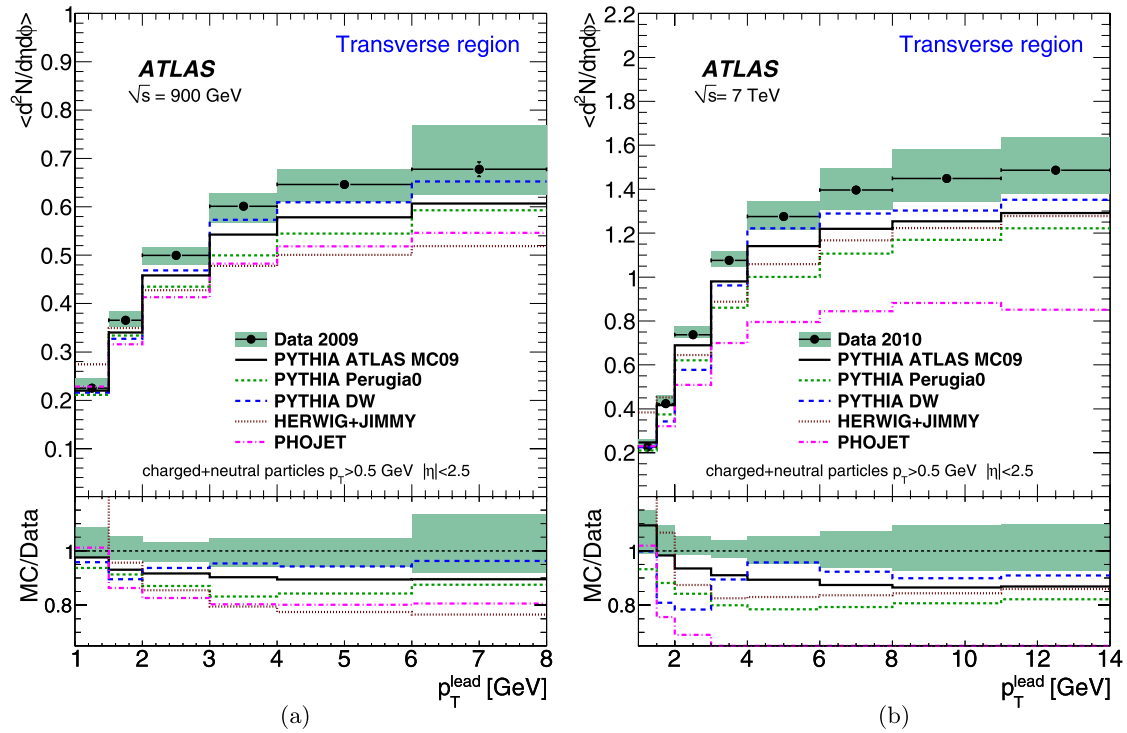 <d²N/dηdφ>
1
0.9
0.8
0.7
0.6
0.5
0.4
0.3
0.2
0.1
Transverse region
ATLAS
√s = 900 GeV
Data 2009
PYTHIA ATLAS MC09
PYTHIA Perugia0
PYTHIA DW
HERWIG+JIMMY
PHOJET
charged+neutral particles p_T>0.5 GeV |η|<2.5
MC/Data
1
0.8
1 2 3 4 5 6 7 8
p_T^lead [GeV]
(a)
<d²N/dηdφ>
2.2
2
1.8
1.6
1.4
1.2
1
0.8
0.6
0.4
0.2
Transverse region
ATLAS
√s= 7 TeV
Data 2010
PYTHIA ATLAS MC09
PYTHIA Perugia0
PYTHIA DW
HERWIG+JIMMY
PHOJET
charged+neutral particles p_T>0.5 GeV |η|<2.5
MC/Data
1
0.8
2 4 6 8 10 12 14
p_T^lead [GeV]
(b)